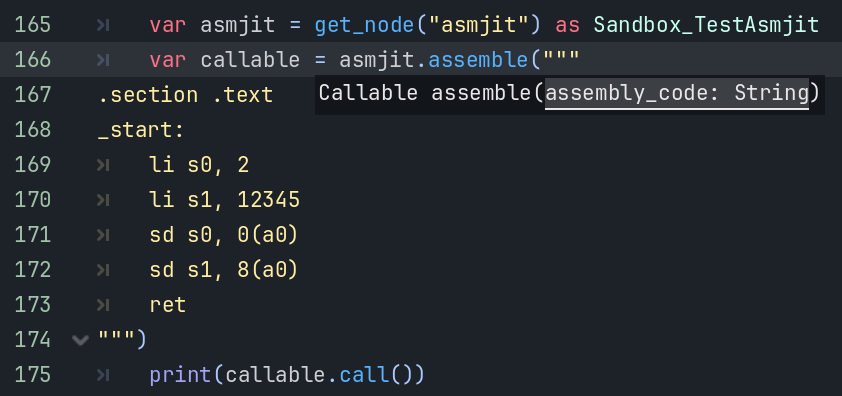 165 var asmjit = get_node("asmjit") as Sandbox_TestAsmjit
166 var callable = asmjit.assemble("""
167 .section .text
Callable assemble(assembly_code: String)
168 _start:
169 li s0, 2
170 li s1, 12345
171 sd s0, 0(a0)
172 sd s1, 8(a0)
173 ret
174 """)
175 print(callable.call())